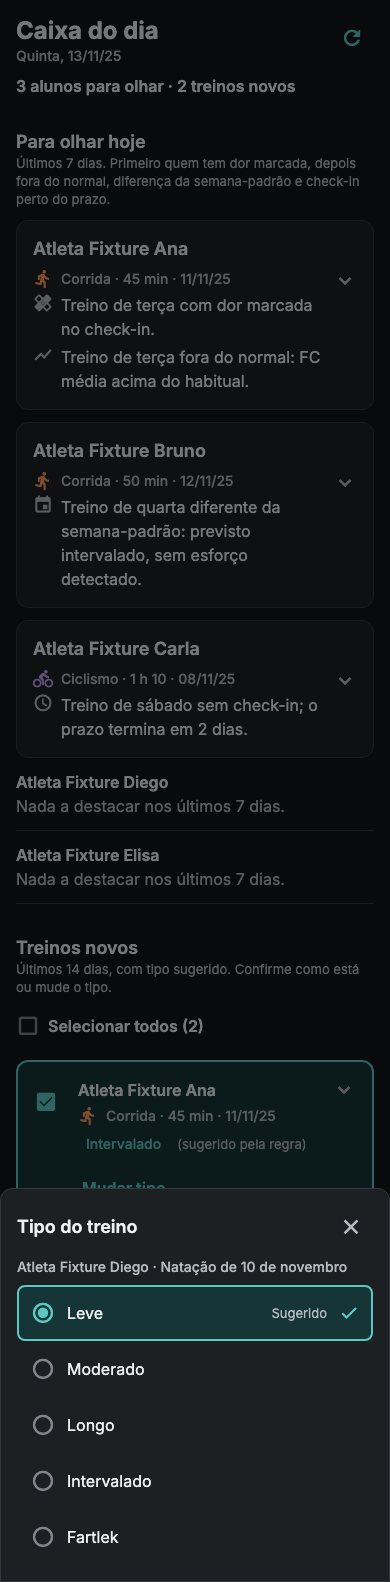 Caixa do dia
Quinta, 13/11/25
3 alunos para olhar · 2 treinos novos
Para olhar hoje
Últimos 7 dias. Primeiro quem tem dor marcada, depois
fora do normal, diferença da semana-padrão e check-in
perto do prazo.
Atleta Fixture Ana
Corrida · 45 min · 11/11/25
Treino de terça com dor marcada
no check-in.
Treino de terça fora do normal: FC
média acima do habitual.
Atleta Fixture Bruno
Corrida · 50 min · 12/11/25
Treino de quarta diferente da
semana-padrão: previsto
intervalado, sem esforço
detectado.
Atleta Fixture Carla
Ciclismo · 1 h 10 · 08/11/25
Treino de sábado sem check-in; o
prazo termina em 2 dias.
Atleta Fixture Diego
Nada a destacar nos últimos 7 dias.
Atleta Fixture Elisa
Nada a destacar nos últimos 7 dias.
Treinos novos
Últimos 14 dias, com tipo sugerido. Confirme como está
ou mude o tipo.
Selecionar todos (2)
Atleta Fixture Ana
Corrida · 45 min · 11/11/25
Intervalado (sugerido pela regra)
Mudar tipo
Tipo do treino
Atleta Fixture Diego · Natação de 10 de novembro
Leve Sugerido
Moderado
Longo
Intervalado
Fartlek